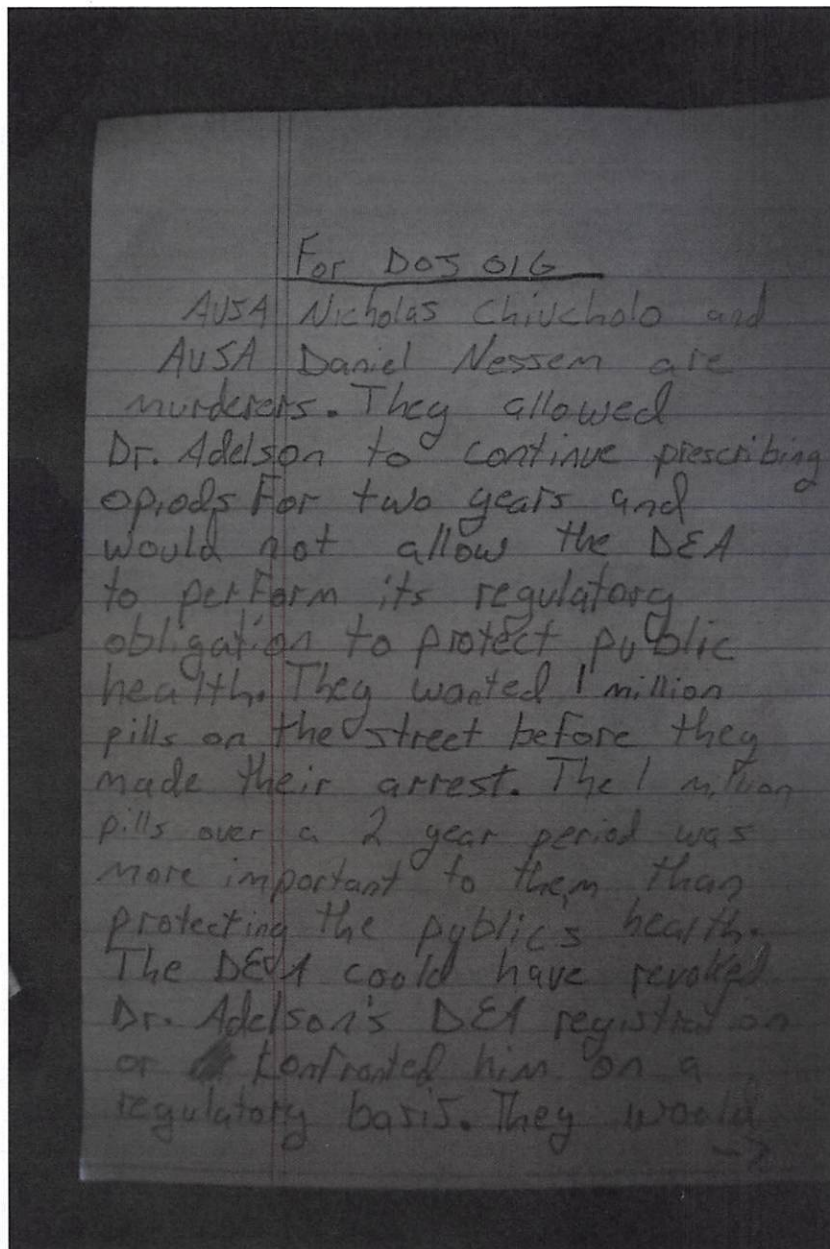 For DOJ OIG
AUSA Nicholas Chiucholo and
AUSA Daniel Nessem are
murderers. They allowed
Dr. Adelson to continue prescribing
opiods For two years and
would not allow the DEA
to perform its regulatory
obligation to protect public
health. They wanted 1 million
pills on the street before they
made their arrest. The 1 million
pills over a 2 year period was
more important to them than
protecting the public's health.
The DEA could have revoked
Dr. Adelson's DEA registration
or confronted him on a
regulatory basis. They would
→